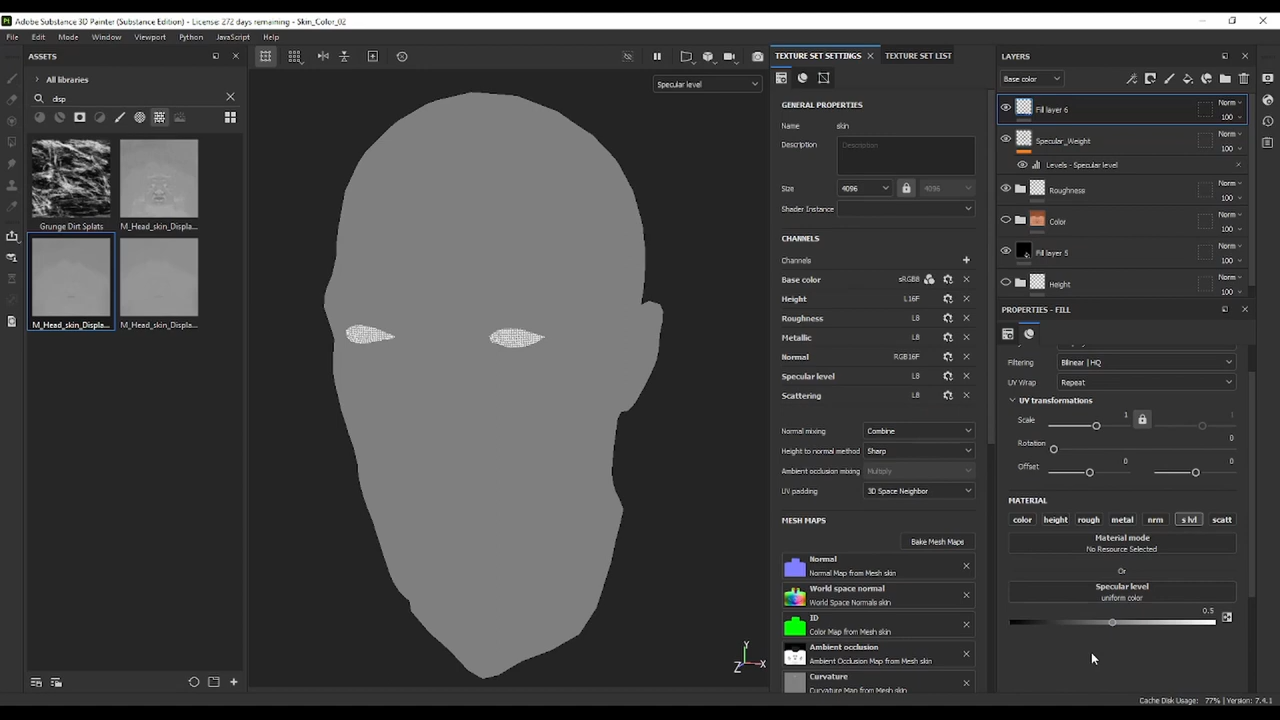 Adobe Substance 3D Painter (Substance Edition) - License: 272 days remaining - Skin_Color_02
File Edit Mode Window Viewport Python JavaScript Help
ASSETS
All libraries
disp
Grunge Dirt Splats
M_Head_skin_Displa...
M_Head_skin_Displa...
M_Head_skin_Displa...
Specular level
Y
Z X
TEXTURE SET SETTINGS
TEXTURE SET LIST
GENERAL PROPERTIES
Name skin
Description Description
Size 4096 4096
Shader Instance
CHANNELS
Channels
Base color sRGB8
Height L16F
Roughness L8
Metallic L8
Normal RGB16F
Specular level L8
Scattering L8
Normal mixing Combine
Height to normal method Sharp
Ambient occlusion mixing Multiply
UV padding 3D Space Neighbor
MESH MAPS
Bake Mesh Maps
Normal
Normal Map from Mesh skin
World space normal
World Space Normals skin
ID
Color Map from Mesh skin
Ambient occlusion
Ambient Occlusion Map from Mesh skin
Curvature
Curvature Map from Mesh skin
LAYERS
Base color
Fill layer 6 Norm 100
Specular_Weight Norm 100
Levels - Specular level
Roughness Norm 100
Color Norm 100
Fill layer 5 Norm 100
Height Norm 100
PROPERTIES - FILL
Filtering Bilinear | HQ
UV Wrap Repeat
UV transformations
Scale 1 1
Rotation 0
Offset 0 0
MATERIAL
color height rough metal nrm s lvl scatt
Material mode
No Resource Selected
Or
Specular level
uniform color
0.5
Cache Disk Usage: 77% | Version: 7.4.1